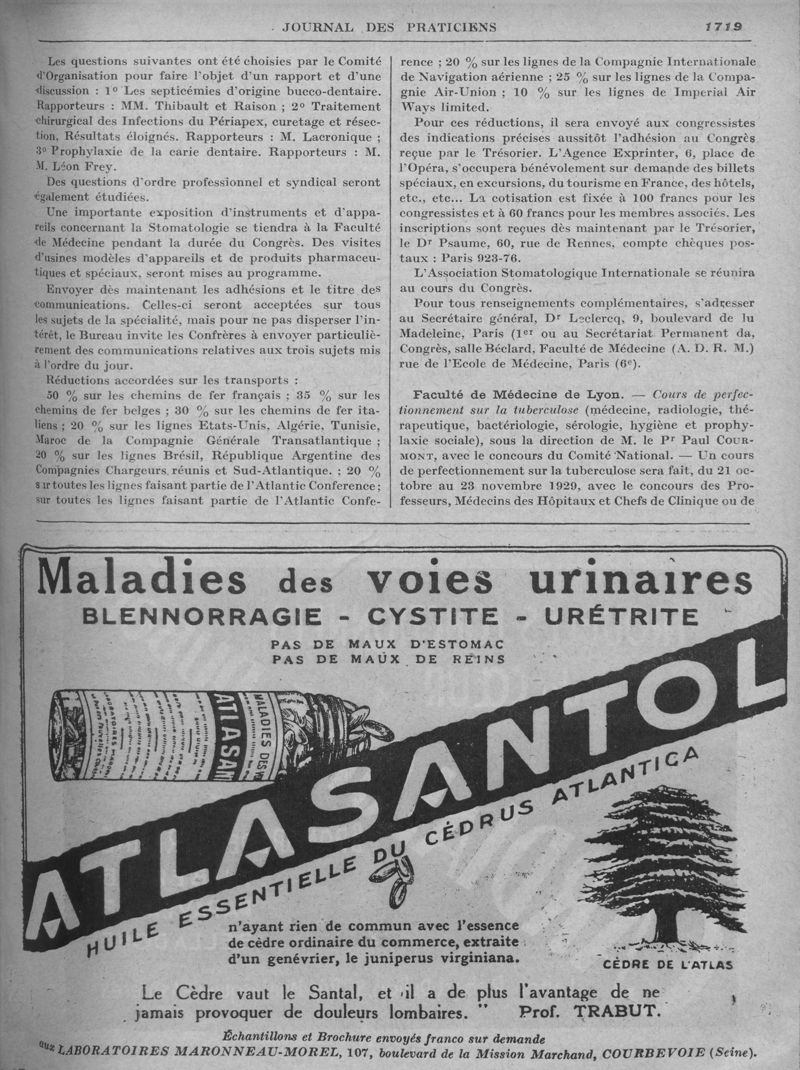 JOURNAL DES PRATICIENS 1719
Les questions suivantes ont été choisies par le Comité
d'Organisation pour faire l'objet d'un rapport et d'une
discussion : 1º Les septicémies d'origine bucco-dentaire.
Rapporteurs : MM. Thibault et Raison ; 2º Traitement
chirurgical des Infections du Périapex, curetage et résec-
tion, Résultats éloignés. Rapporteurs : M. Lacronique ;
3º Prophylaxie de la carie dentaire. Rapporteurs : M.
M. Léon Frey.
Des questions d'ordre professionnel et syndical seront
également étudiées.
Une importante exposition d'instruments et d'appa-
reils concernant la Stomatologie se tiendra à la Faculté
de Médecine pendant la durée du Congrès. Des visites
d'usines modèles d'appareils et de produits pharmaceu-
tiques et spéciaux, seront mises au programme.
Envoyer dès maintenant les adhésions et le titre des
communications. Celles-ci seront acceptées sur tous
les sujets de la spécialité, mais pour ne pas disperser l'in-
térêt, le Bureau invite les Confrères à envoyer particuliè-
rement des communications relatives aux trois sujets mis
à l'ordre du jour.
Réductions accordées sur les transports :
50 % sur les chemins de fer français ; 35 % sur les
chemins de fer belges ; 30 % sur les chemins de fer ita-
liens ; 20 % sur les lignes Etats-Unis, Algérie, Tunisie,
Maroc de la Compagnie Générale Transatlantique ;
20 % sur les lignes Brésil, République Argentine des
Compagnies Chargeurs réunis et Sud-Atlantique. ; 20 %
sur toutes les lignes faisant partie de l'Atlantic Conference ;
sur toutes les lignes faisant partie de l'Atlantic Confe-
rence ; 20 % sur les lignes de la Compagnie Internationale
de Navigation aérienne ; 25 % sur les lignes de la Compa-
gnie Air-Union ; 10 % sur les lignes de Imperial Air
Ways limited.
Pour ces réductions, il sera envoyé aux congressistes
des indications précises aussitôt l'adhésion au Congrès
reçue par le Trésorier. L'Agence Exprinter, 6, place de
l'Opéra, s'occupera bénévolement sur demande des billets
spéciaux, en excursions, du tourisme en France, des hôtels,
etc., etc... La cotisation est fixée à 100 francs pour les
congressistes et à 60 francs pour les membres associés. Les
inscriptions sont reçues dès maintenant par le Trésorier,
le Dr Psaume, 60, rue de Rennes, compte chèques pos-
taux : Paris 923-76.
L'Association Stomatologique Internationale se réunira
au cours du Congrès.
Pour tous renseignements complémentaires, s'adresser
au Secrétaire général, Dr Leclercq, 9, boulevard de lu
Madeleine, Paris (1er ou au Secrétariat Permanent da,
Congrès, salle Béclard, Faculté de Médecine (A. D. R. M.)
rue de l'Ecole de Médecine, Paris (6e).
Faculté de Médecine de Lyon. — Cours de perfec-
tionnement sur la tuberculose (médecine, radiologie, thé-
rapeutique, bactériologie, sérologie, hygiène et prophy-
laxie sociale), sous la direction de M. le Pr Paul COUR-
MONT, avec le concours du Comité National. — Un cours
de perfectionnement sur la tuberculose sera fait, du 21 oc-
tobre au 23 novembre 1929, avec le concours des Pro-
fesseurs, Médecins des Hôpitaux et Chefs de Clinique ou de
Maladies des voies urinaires
BLENNORRAGIE - CYSTITE - URÉTRITE
PAS DE MAUX D'ESTOMAC
PAS DE MAUX DE REINS
MALADIES DES
ATLASAN
ATLASANTOL
HUILE ESSENTIELLE DU CÉDRUS ATLANTICA
n'ayant rien de commun avec l'essence
de cèdre ordinaire du commerce, extraite
d'un genévrier, le juniperus virginiana.
CÈDRE DE L'ATLAS
Le Cèdre vaut le Santal, et il a de plus l'avantage de ne
jamais provoquer de douleurs lombaires. " Prof. TRABUT.
Échantillons et Brochure envoyés franco sur demande
aux LABORATOIRES MARONNEAU-MOREL, 107, boulevard de la Mission Marchand, COURBEVOIE (Seine).